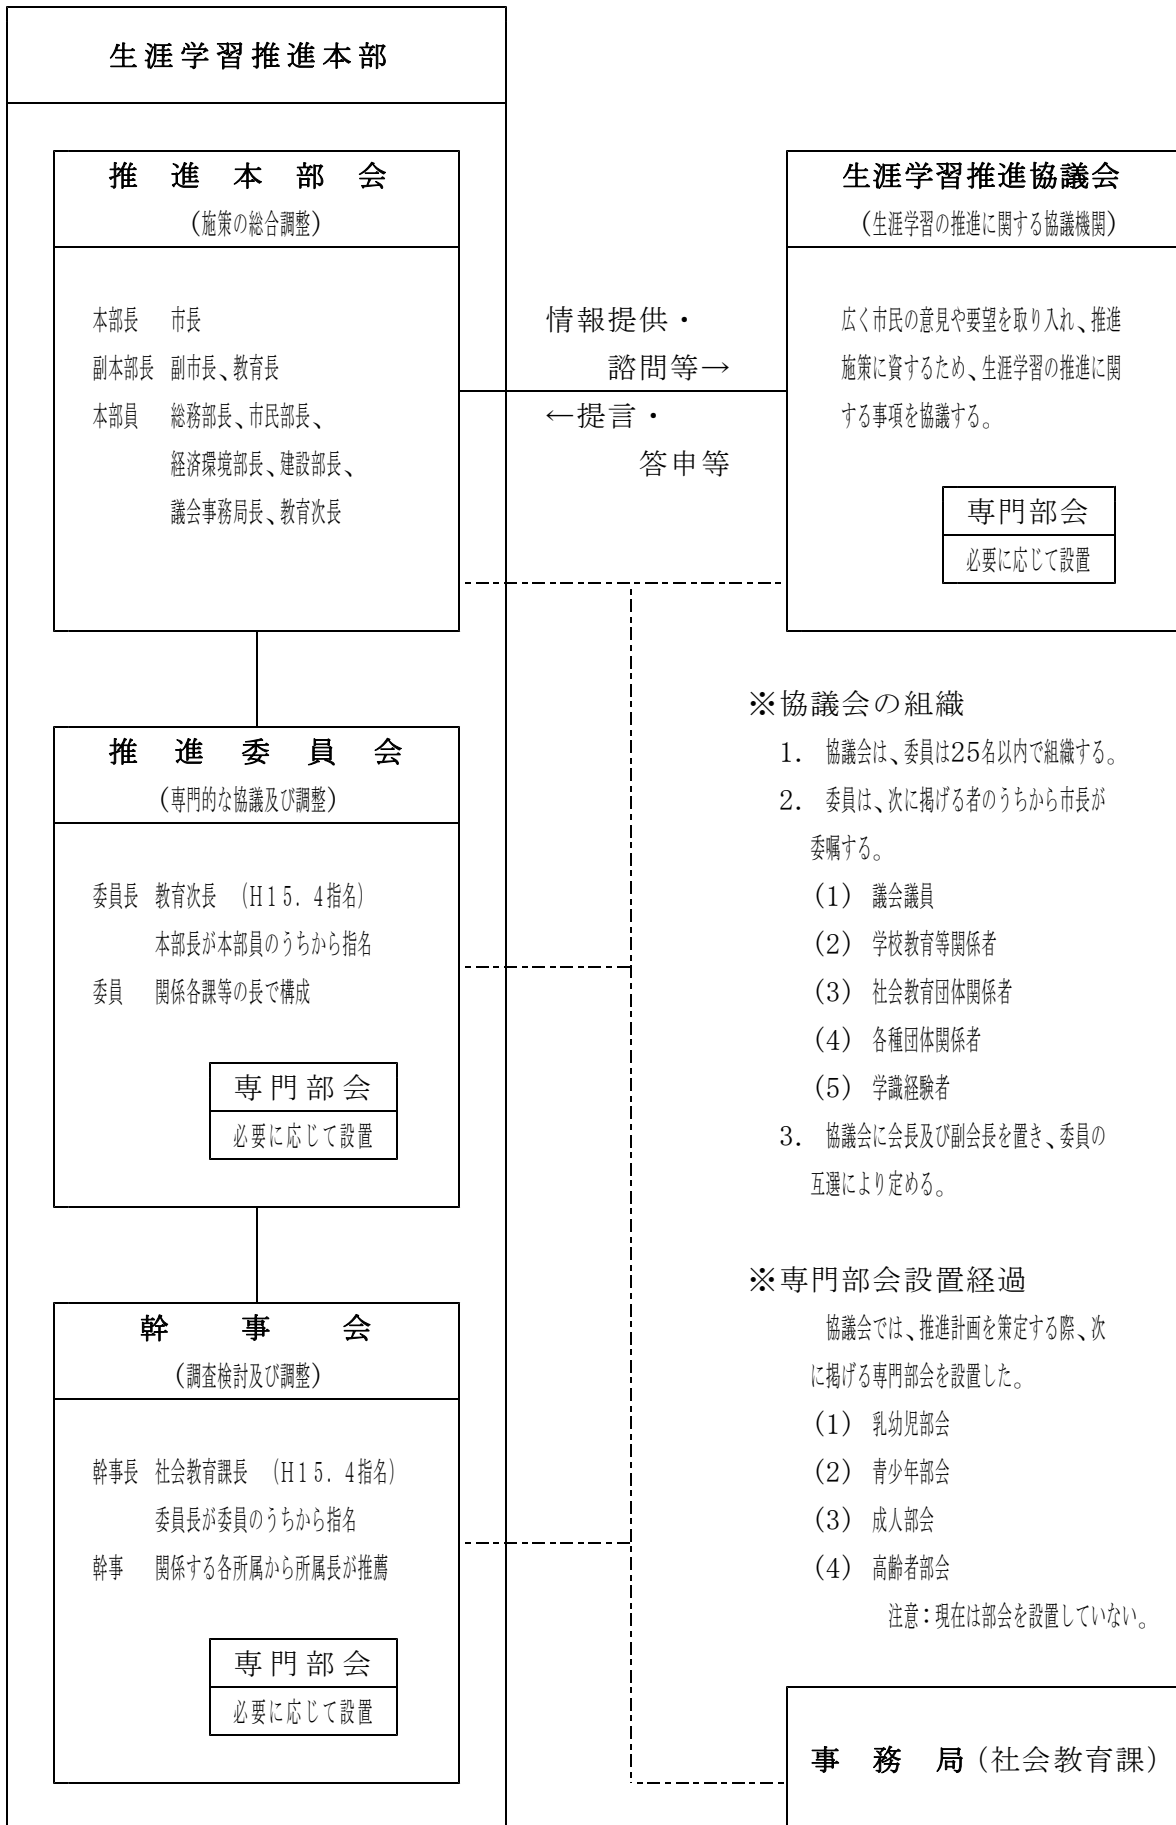 生涯学習推進本部
推進本部会
（施策の総合調整）
本部長　市長
副本部長　副市長、教育長
本部員　総務部長、市民部長、
経済環境部長、建設部長、
議会事務局長、教育次長
情報提供・
諮問等→
←提言・
答申等
生涯学習推進協議会
（生涯学習の推進に関する協議機関）
広く市民の意見や要望を取り入れ、推進
施策に資するため、生涯学習の推進に関
する事項を協議する。
専門部会
必要に応じて設置
推進委員会
（専門的な協議及び調整）
委員長　教育次長　（H１５．４指名）
本部長が本部員のうちから指名
委員　関係各課等の長で構成
専門部会
必要に応じて設置
幹事会
（調査検討及び調整）
幹事長　社会教育課長　（H１５．４指名）
委員長が委員のうちから指名
幹事　関係する各所属から所属長が推薦
専門部会
必要に応じて設置
※協議会の組織
1．協議会は、委員は25名以内で組織する。
2．委員は、次に掲げる者のうちから市長が
委嘱する。
（1）議会議員
（2）学校教育等関係者
（3）社会教育団体関係者
（4）各種団体関係者
（5）学識経験者
3．協議会に会長及び副会長を置き、委員の
互選により定める。
※専門部会設置経過
協議会では、推進計画を策定する際、次
に掲げる専門部会を設置した。
（1）乳幼児部会
（2）青少年部会
（3）成人部会
（4）高齢者部会
注意：現在は部会を設置していない。
事務局（社会教育課）